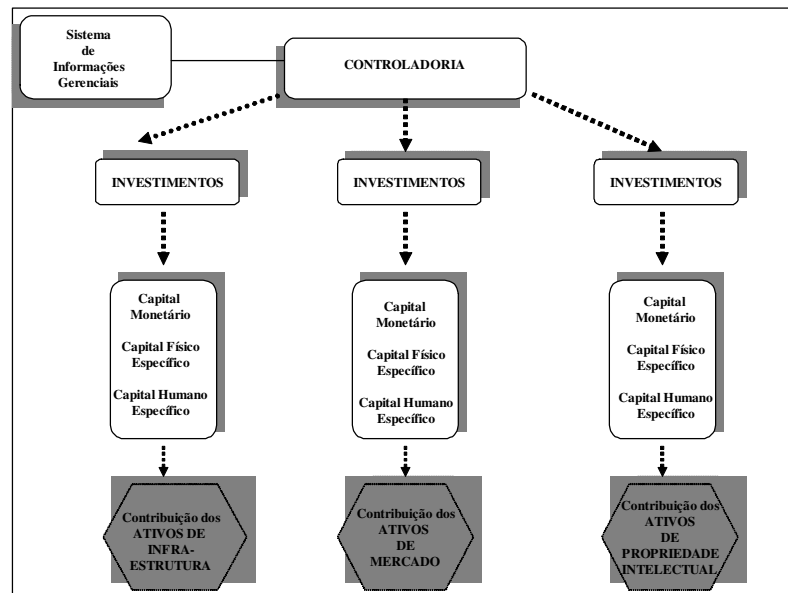 Sistema
de
Informações
Gerenciais
CONTROLADORIA
INVESTIMENTOS
INVESTIMENTOS
INVESTIMENTOS
Capital
Monetário
Capital Físico
Específico
Capital Humano
Específico
Capital
Monetário
Capital Físico
Específico
Capital Humano
Específico
Capital
Monetário
Capital Físico
Específico
Capital Humano
Específico
Contribuição dos
ATIVOS DE
INFRA-
ESTRUTURA
Contribuição dos
ATIVOS
DE
MERCADO
Contribuição dos
ATIVOS
DE
PROPRIEDADE
INTELECTUAL